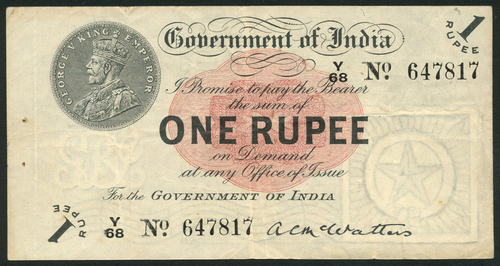 GEORGE V KING EMPEROR
Government of India
1 RUPEE
Y/68 No 647817
I Promise to pay the Bearer
the sum of
ONE RUPEE
on Demand
at any Office of Issue
For the GOVERNMENT OF INDIA
1 RUPEE
Y/68 No 647817
A C McWatters